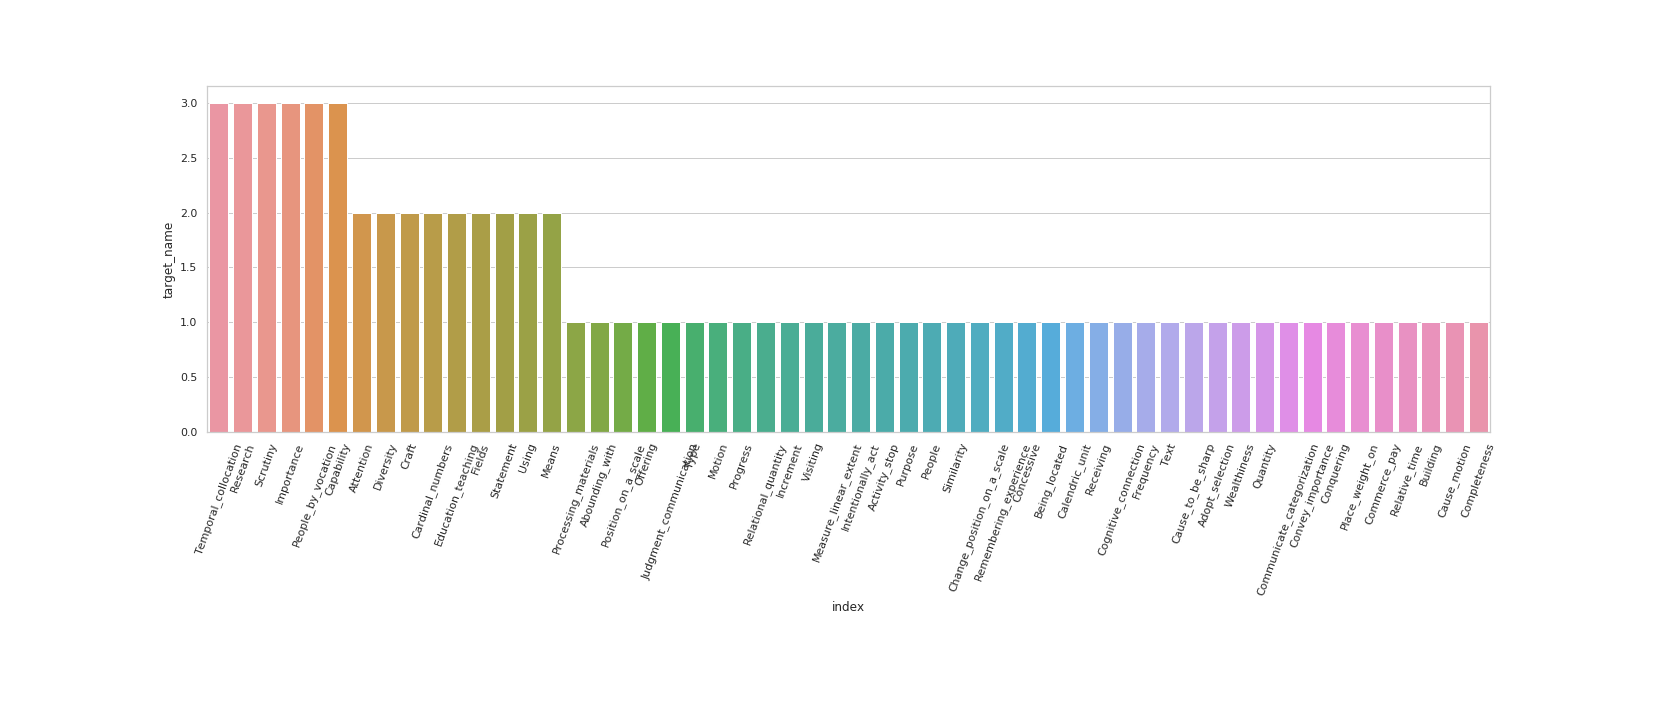 3.0
2.5
2.0
1.5
1.0
0.5
0.0
target_name
Temporal_collocation
Research
Scrutiny
Importance
People_by_vocation
Capability
Attention
Diversity
Craft
Cardinal_numbers
Education_teaching
Fields
Statement
Using
Means
Processing_materials
Abounding_with
Position_on_a_scale
Offering
Judgment_communication
Type
Motion
Progress
Relational_quantity
Increment
Visiting
Measure_linear_extent
Intentionally_act
Activity_stop
Purpose
People
Similarity
Change_position_on_a_scale
Remembering_experience
Concessive
Being_located
Calendric_unit
Receiving
Cognitive_connection
Frequency
Text
Cause_to_be_sharp
Adopt_selection
Wealthiness
Quantity
Communicate_categorization
Convey_importance
Conquering
Place_weight_on
Commerce_pay
Relative_time
Building
Cause_motion
Completeness
index